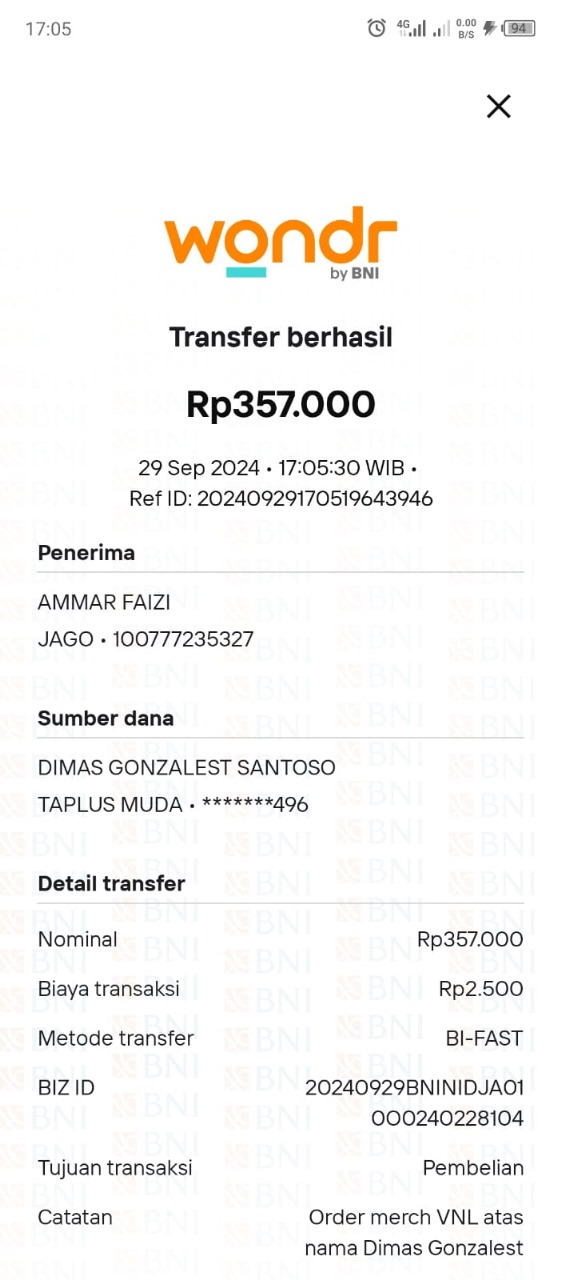 17:05
4G
0.00
B/S
94
wondr
by BNI
Transfer berhasil
Rp357.000
29 Sep 2024 • 17:05:30 WIB •
Ref ID: 20240929170519643946
Penerima
AMMAR FAIZI
JAGO • 100777235327
Sumber dana
DIMAS GONZALEST SANTOSO
TAPLUS MUDA • *******496
Detail transfer
Nominal Rp357.000
Biaya transaksi Rp2.500
Metode transfer BI-FAST
BIZ ID 20240929BNINIDJA01
000240228104
Tujuan transaksi Pembelian
Catatan Order merch VNL atas
nama Dimas Gonzalest